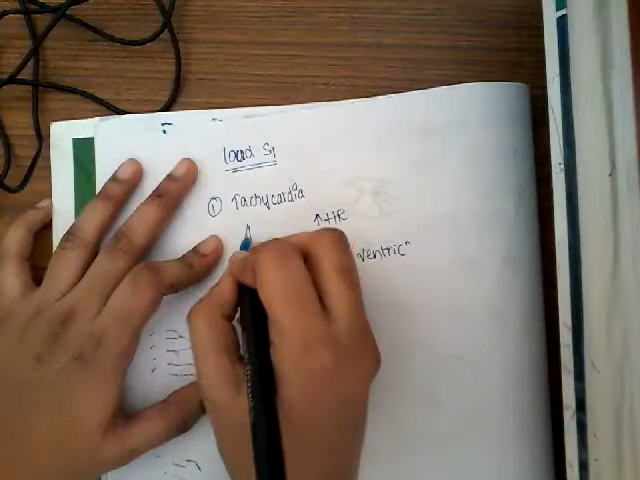 Loud S₁
① Tachycardia
↑HR
ventric"